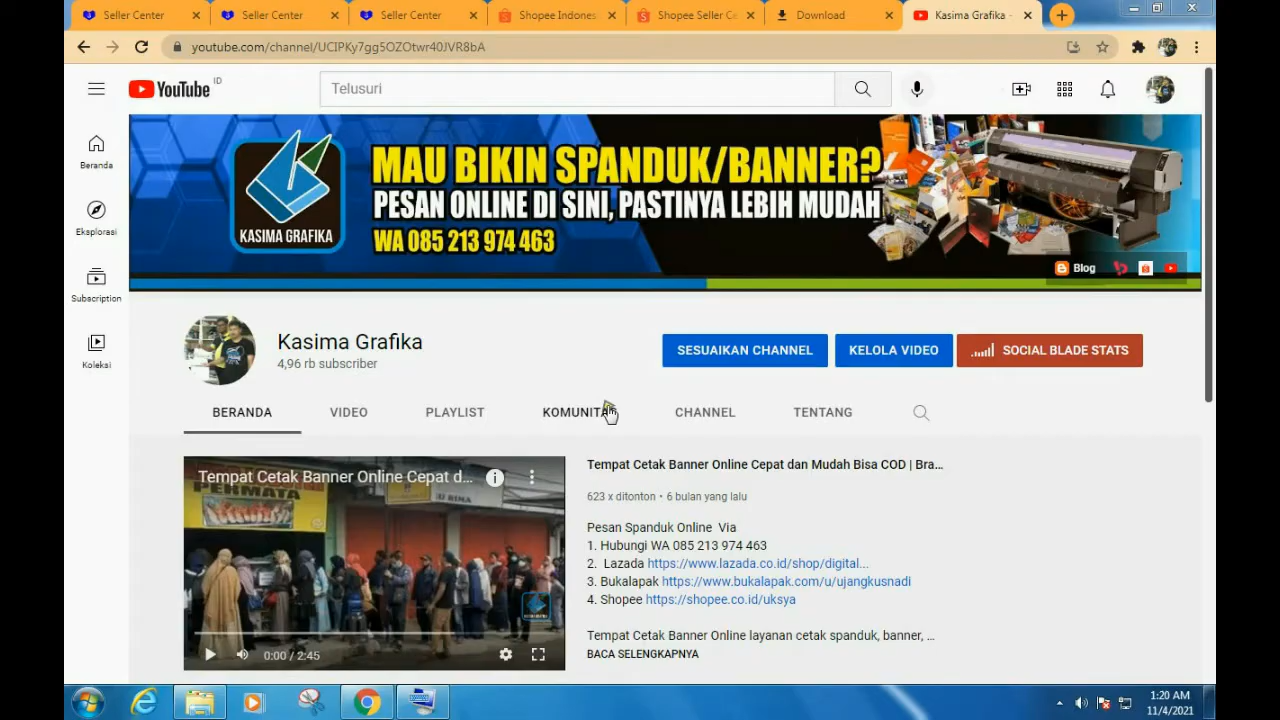 Seller Center
Seller Center
Seller Center
Shopee Indones
Shopee Seller Ce
Download
Kasima Grafika -
youtube.com/channel/UCIPKy7gg5OZOtwr40JVR8bA
YouTube ID
Telusuri
Beranda
Eksplorasi
Subscription
Koleksi
KASIMA GRAFIKA
MAU BIKIN SPANDUK/BANNER?
PESAN ONLINE DI SINI, PASTINYA LEBIH MUDAH
WA 085 213 974 463
Blog
Kasima Grafika
4,96 rb subscriber
SESUAIKAN CHANNEL
KELOLA VIDEO
SOCIAL BLADE STATS
BERANDA
VIDEO
PLAYLIST
KOMUNITAS
CHANNEL
TENTANG
Tempat Cetak Banner Online Cepat d...
PERMATA
0:00 / 2:45
Tempat Cetak Banner Online Cepat dan Mudah Bisa COD | Bra...
623 x ditonton • 6 bulan yang lalu
Pesan Spanduk Online Via
1. Hubungi WA 085 213 974 463
2. Lazada https://www.lazada.co.id/shop/digital...
3. Bukalapak https://www.bukalapak.com/u/ujangkusnadi
4. Shopee https://shopee.co.id/uksya
Tempat Cetak Banner Online layanan cetak spanduk, banner, ...
BACA SELENGKAPNYA
1:20 AM
11/4/2021